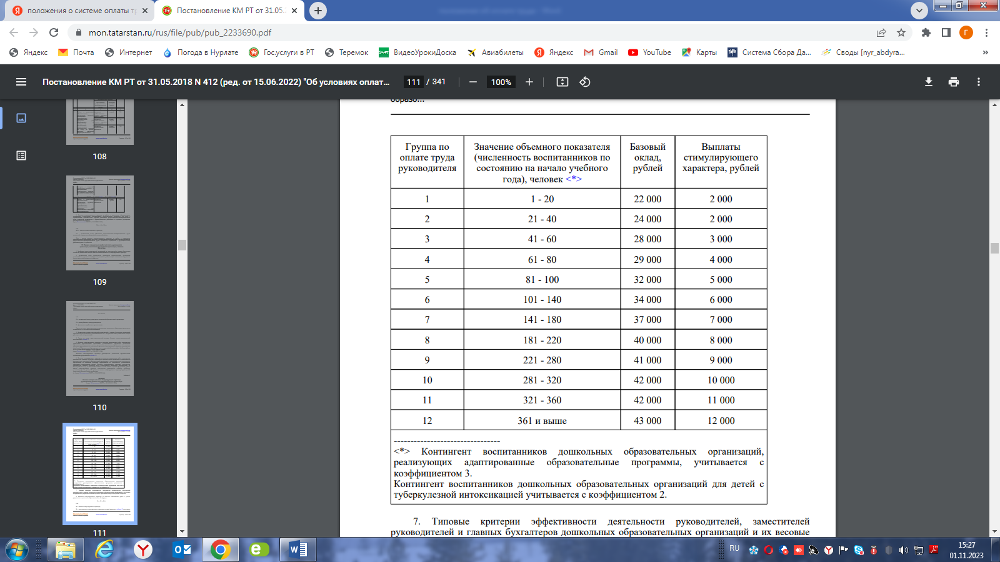 положения о системе оплаты тр
Постановление КМ РТ от 31.05.
mon.tatarstan.ru/rus/file/pub/pub_2233690.pdf
Г
Яндекс
Почта
Интернет
Погода в Нурлате
Гос.услуги в РТ
Теремок
ВидеоУрокиДоска
Авиабилеты
Яндекс
Gmail
YouTube
Карты
Система Сбора Да...
Своды [nyr_abdyra...
»
Постановление КМ РТ от 31.05.2018 N 412 (ред. от 15.06.2022) "Об условиях оплат...
111 / 341
100%
108
109
110
111
образо...
Группа по оплате труда руководителя
Значение объемного показателя (численность воспитанников по состоянию на начало учебного года), человек <*>
Базовый оклад, рублей
Выплаты стимулирующего характера, рублей
1 1 - 20 22 000 2 000
2 21 - 40 24 000 2 000
3 41 - 60 28 000 3 000
4 61 - 80 29 000 4 000
5 81 - 100 32 000 5 000
6 101 - 140 34 000 6 000
7 141 - 180 37 000 7 000
8 181 - 220 40 000 8 000
9 221 - 280 41 000 9 000
10 281 - 320 42 000 10 000
11 321 - 360 42 000 11 000
12 361 и выше 43 000 12 000
--------------------------------
<*> Контингент воспитанников дошкольных образовательных организаций,
реализующих адаптированные образовательные программы, учитывается с
коэффициентом 3.
Контингент воспитанников дошкольных образовательных организаций для детей с
туберкулезной интоксикацией учитывается с коэффициентом 2.
7. Типовые критерии эффективности деятельности руководителей, заместителей
руководителей и главных бухгалтеров дошкольных образовательных организаций и их весовые
RU
15:27
01.11.2023